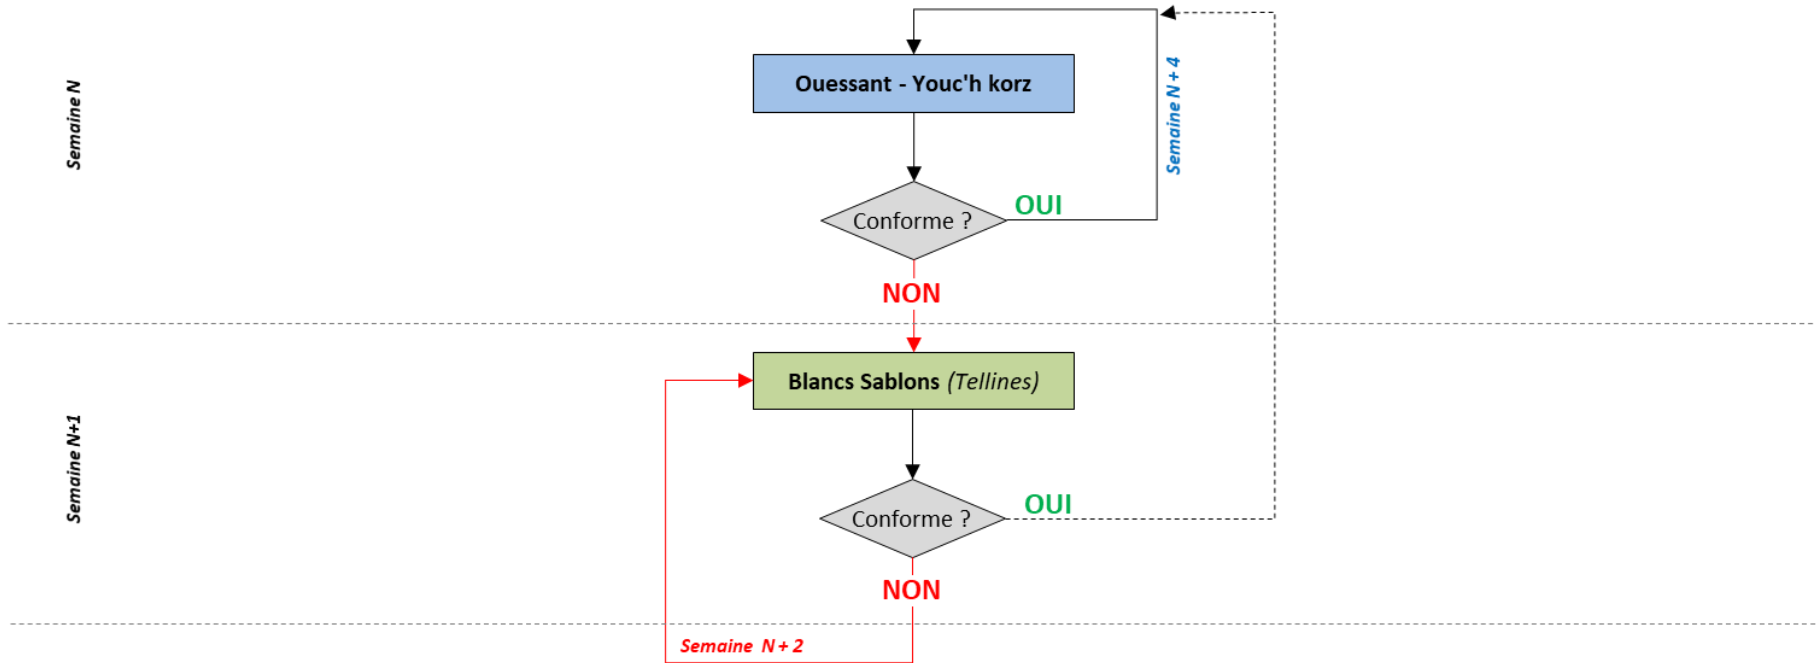 Semaine N
Ouessant - Youc'h korz
Semaine N + 4
Conforme ?
OUI
NON
Semaine N+1
Blancs Sablons (Tellines)
Conforme ?
OUI
NON
Semaine N + 2